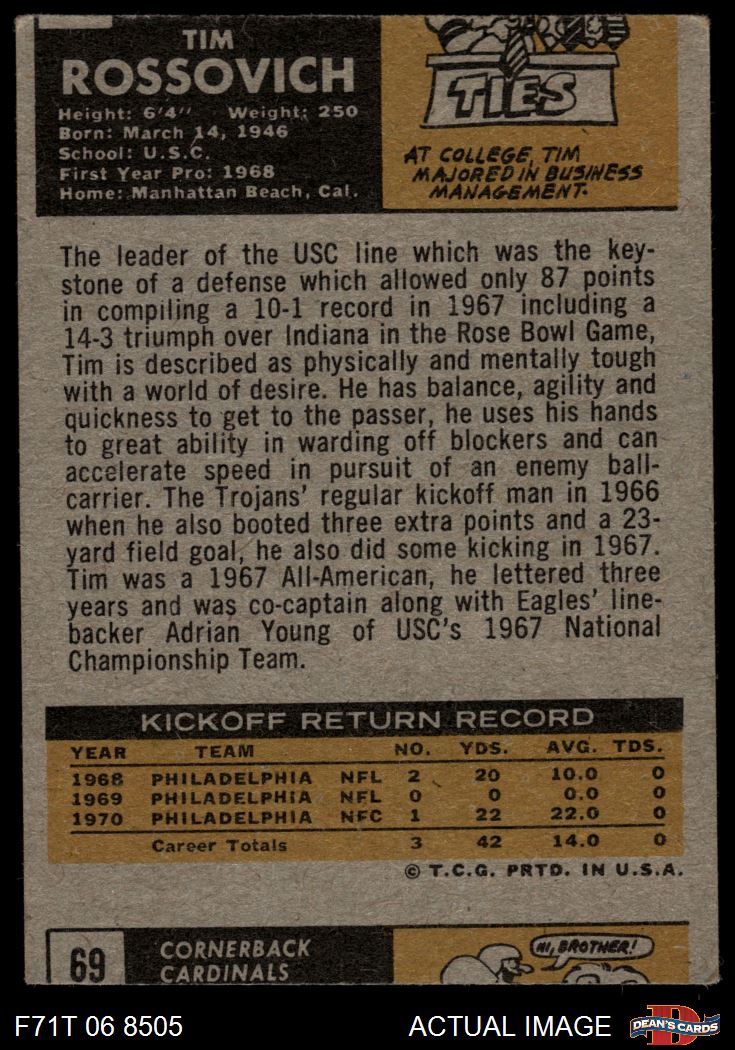 TIM
ROSSOVICH
Height: 6'4" Weight: 250
Born: March 14, 1946
School: U.S.C.
First Year Pro: 1968
Home: Manhattan Beach, Cal.
TIES
AT COLLEGE, TIM
MAJORED IN BUSINESS
MANAGEMENT.
The leader of the USC line which was the key-
stone of a defense which allowed only 87 points
in compiling a 10-1 record in 1967 including a
14-3 triumph over Indiana in the Rose Bowl Game,
Tim is described as physically and mentally tough
with a world of desire. He has balance, agility and
quickness to get to the passer, he uses his hands
to great ability in warding off blockers and can
accelerate speed in pursuit of an enemy ball-
carrier. The Trojans' regular kickoff man in 1966
when he also booted three extra points and a 23-
yard field goal, he also did some kicking in 1967.
Tim was a 1967 All-American, he lettered three
years and was co-captain along with Eagles' line-
backer Adrian Young of USC's 1967 National
Championship Team.
KICKOFF RETURN RECORD
YEAR TEAM NO. YDS. AVG. TDS.
1968 PHILADELPHIA NFL 2 20 10.0 0
1969 PHILADELPHIA NFL 0 0 0.0 0
1970 PHILADELPHIA NFC 1 22 22.0 0
Career Totals 3 42 14.0 0
© T.C.G. PRTD. IN U.S.A.
69
CORNERBACK
CARDINALS
HI, BROTHER!
F71T 06 8505
ACTUAL IMAGE
D
DEAN'S CARDS